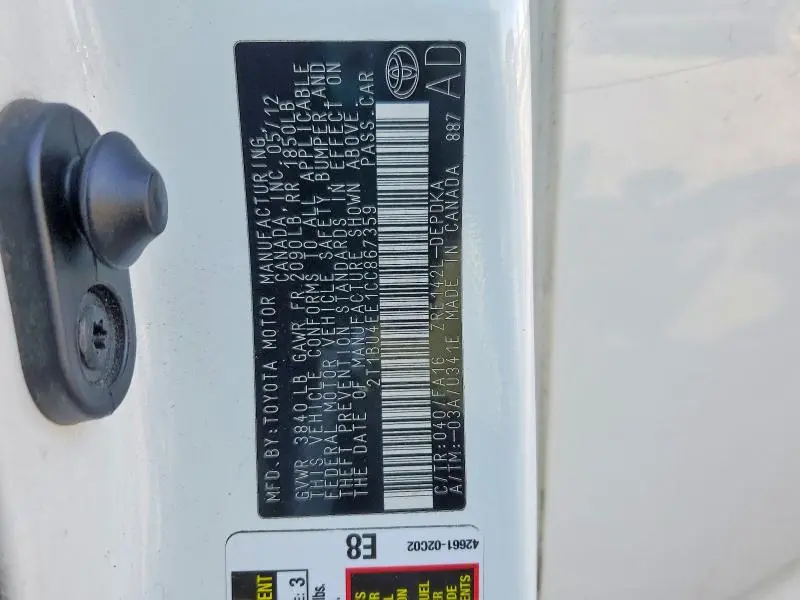 MFD.BY:TOYOTA MOTOR MANUFACTURING
CANADA, INC. 05/12
GVWR 3840LB GAWR FR 2090LB, RR 1850LB
THIS VEHICLE CONFORMS TO ALL APPLICABLE
FEDERAL MOTOR VEHICLE SAFETY, BUMPER, AND
THEFT PREVENTION STANDARDS IN EFFECT ON
THE DATE OF MANUFACTURE SHOWN ABOVE.
2T1BU4EE1CC867359 PASS.CAR
C/TR:040/FA16 ZRE142L-DEPDKA
A/TM:-03A/U341E MADE IN CANADA 887
AD
E8
42661-02C02
: 3
lbs.